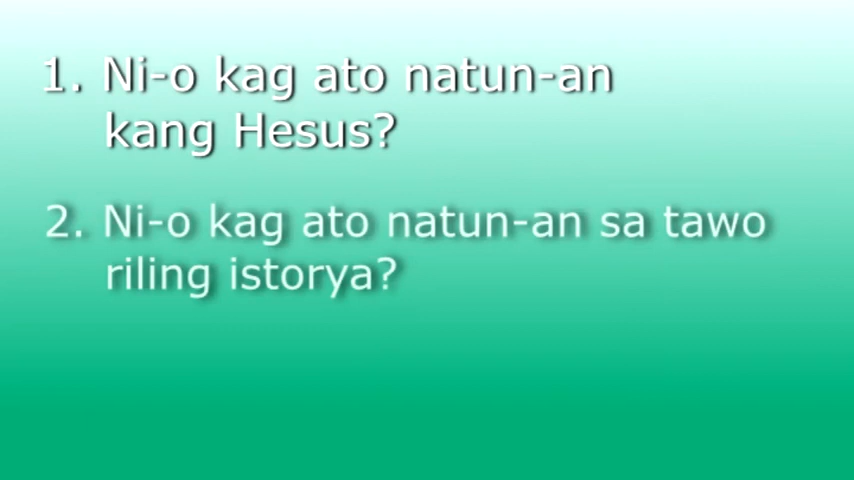 1. Ni-o kag ato natun-an
kang Hesus?
2. Ni-o kag ato natun-an sa tawo
riling istorya?